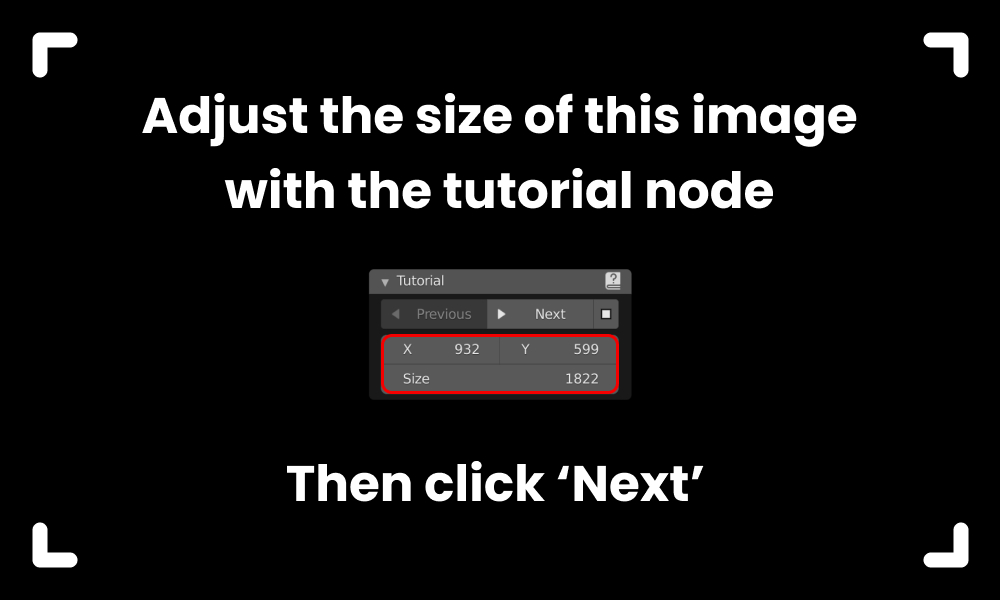 Adjust the size of this image
with the tutorial node
Tutorial
Previous Next
X 932 Y 599
Size 1822
Then click ‘Next’